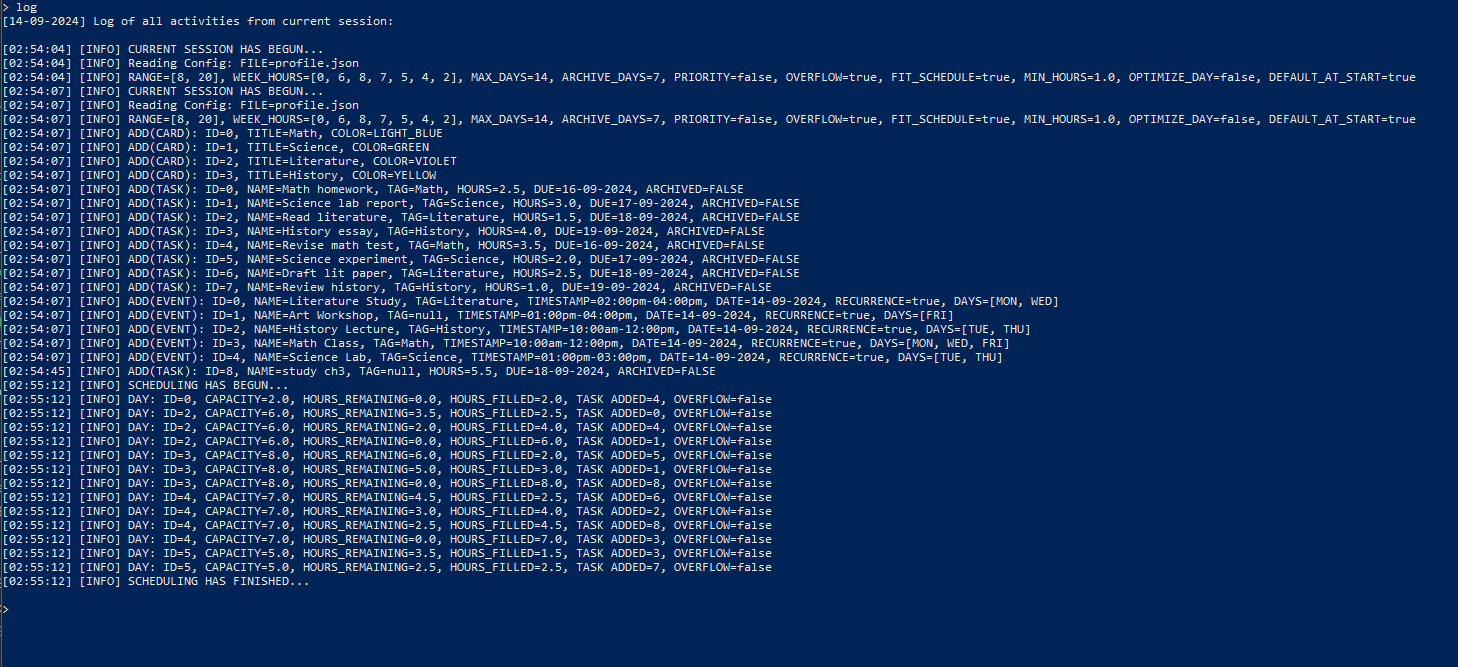 > log
[14-09-2024] Log of all activities from current session:
[02:54:04] [INFO] CURRENT SESSION HAS BEGUN...
[02:54:04] [INFO] Reading Config: FILE=profile.json
[02:54:04] [INFO] RANGE=[8, 20], WEEK_HOURS=[0, 6, 8, 7, 5, 4, 2], MAX_DAYS=14, ARCHIVE_DAYS=7, PRIORITY=false, OVERFLOW=true, FIT_SCHEDULE=true, MIN_HOURS=1.0, OPTIMIZE_DAY=false, DEFAULT_AT_START=true
[02:54:07] [INFO] CURRENT SESSION HAS BEGUN...
[02:54:07] [INFO] Reading Config: FILE=profile.json
[02:54:07] [INFO] RANGE=[8, 20], WEEK_HOURS=[0, 6, 8, 7, 5, 4, 2], MAX_DAYS=14, ARCHIVE_DAYS=7, PRIORITY=false, OVERFLOW=true, FIT_SCHEDULE=true, MIN_HOURS=1.0, OPTIMIZE_DAY=false, DEFAULT_AT_START=true
[02:54:07] [INFO] ADD(CARD): ID=0, TITLE=Math, COLOR=LIGHT_BLUE
[02:54:07] [INFO] ADD(CARD): ID=1, TITLE=Science, COLOR=GREEN
[02:54:07] [INFO] ADD(CARD): ID=2, TITLE=Literature, COLOR=VIOLET
[02:54:07] [INFO] ADD(CARD): ID=3, TITLE=History, COLOR=YELLOW
[02:54:07] [INFO] ADD(TASK): ID=0, NAME=Math homework, TAG=Math, HOURS=2.5, DUE=16-09-2024, ARCHIVED=FALSE
[02:54:07] [INFO] ADD(TASK): ID=1, NAME=Science lab report, TAG=Science, HOURS=3.0, DUE=17-09-2024, ARCHIVED=FALSE
[02:54:07] [INFO] ADD(TASK): ID=2, NAME=Read literature, TAG=Literature, HOURS=1.5, DUE=18-09-2024, ARCHIVED=FALSE
[02:54:07] [INFO] ADD(TASK): ID=3, NAME=History essay, TAG=History, HOURS=4.0, DUE=19-09-2024, ARCHIVED=FALSE
[02:54:07] [INFO] ADD(TASK): ID=4, NAME=Revise math test, TAG=Math, HOURS=3.5, DUE=16-09-2024, ARCHIVED=FALSE
[02:54:07] [INFO] ADD(TASK): ID=5, NAME=Science experiment, TAG=Science, HOURS=2.0, DUE=17-09-2024, ARCHIVED=FALSE
[02:54:07] [INFO] ADD(TASK): ID=6, NAME=Draft lit paper, TAG=Literature, HOURS=2.5, DUE=18-09-2024, ARCHIVED=FALSE
[02:54:07] [INFO] ADD(TASK): ID=7, NAME=Review history, TAG=History, HOURS=1.0, DUE=19-09-2024, ARCHIVED=FALSE
[02:54:07] [INFO] ADD(EVENT): ID=0, NAME=Literature Study, TAG=Literature, TIMESTAMP=02:00pm-04:00pm, DATE=14-09-2024, RECURRENCE=true, DAYS=[MON, WED]
[02:54:07] [INFO] ADD(EVENT): ID=1, NAME=Art Workshop, TAG=null, TIMESTAMP=01:00pm-04:00pm, DATE=14-09-2024, RECURRENCE=true, DAYS=[FRI]
[02:54:07] [INFO] ADD(EVENT): ID=2, NAME=History Lecture, TAG=History, TIMESTAMP=10:00am-12:00pm, DATE=14-09-2024, RECURRENCE=true, DAYS=[TUE, THU]
[02:54:07] [INFO] ADD(EVENT): ID=3, NAME=Math Class, TAG=Math, TIMESTAMP=10:00am-12:00pm, DATE=14-09-2024, RECURRENCE=true, DAYS=[MON, WED, FRI]
[02:54:07] [INFO] ADD(EVENT): ID=4, NAME=Science Lab, TAG=Science, TIMESTAMP=01:00pm-03:00pm, DATE=14-09-2024, RECURRENCE=true, DAYS=[TUE, THU]
[02:54:45] [INFO] ADD(TASK): ID=8, NAME=study ch3, TAG=null, HOURS=5.5, DUE=18-09-2024, ARCHIVED=FALSE
[02:55:12] [INFO] SCHEDULING HAS BEGUN...
[02:55:12] [INFO] DAY: ID=0, CAPACITY=2.0, HOURS_REMAINING=0.0, HOURS_FILLED=2.0, TASK ADDED=4, OVERFLOW=false
[02:55:12] [INFO] DAY: ID=2, CAPACITY=6.0, HOURS_REMAINING=3.5, HOURS_FILLED=2.5, TASK ADDED=0, OVERFLOW=false
[02:55:12] [INFO] DAY: ID=2, CAPACITY=6.0, HOURS_REMAINING=2.0, HOURS_FILLED=4.0, TASK ADDED=4, OVERFLOW=false
[02:55:12] [INFO] DAY: ID=2, CAPACITY=6.0, HOURS_REMAINING=0.0, HOURS_FILLED=6.0, TASK ADDED=1, OVERFLOW=false
[02:55:12] [INFO] DAY: ID=3, CAPACITY=8.0, HOURS_REMAINING=6.0, HOURS_FILLED=2.0, TASK ADDED=5, OVERFLOW=false
[02:55:12] [INFO] DAY: ID=3, CAPACITY=8.0, HOURS_REMAINING=5.0, HOURS_FILLED=3.0, TASK ADDED=1, OVERFLOW=false
[02:55:12] [INFO] DAY: ID=3, CAPACITY=8.0, HOURS_REMAINING=0.0, HOURS_FILLED=8.0, TASK ADDED=8, OVERFLOW=false
[02:55:12] [INFO] DAY: ID=4, CAPACITY=7.0, HOURS_REMAINING=4.5, HOURS_FILLED=2.5, TASK ADDED=6, OVERFLOW=false
[02:55:12] [INFO] DAY: ID=4, CAPACITY=7.0, HOURS_REMAINING=3.0, HOURS_FILLED=4.0, TASK ADDED=2, OVERFLOW=false
[02:55:12] [INFO] DAY: ID=4, CAPACITY=7.0, HOURS_REMAINING=2.5, HOURS_FILLED=4.5, TASK ADDED=8, OVERFLOW=false
[02:55:12] [INFO] DAY: ID=4, CAPACITY=7.0, HOURS_REMAINING=0.0, HOURS_FILLED=7.0, TASK ADDED=3, OVERFLOW=false
[02:55:12] [INFO] DAY: ID=5, CAPACITY=5.0, HOURS_REMAINING=3.5, HOURS_FILLED=1.5, TASK ADDED=3, OVERFLOW=false
[02:55:12] [INFO] DAY: ID=5, CAPACITY=5.0, HOURS_REMAINING=2.5, HOURS_FILLED=2.5, TASK ADDED=7, OVERFLOW=false
[02:55:12] [INFO] SCHEDULING HAS FINISHED...
>